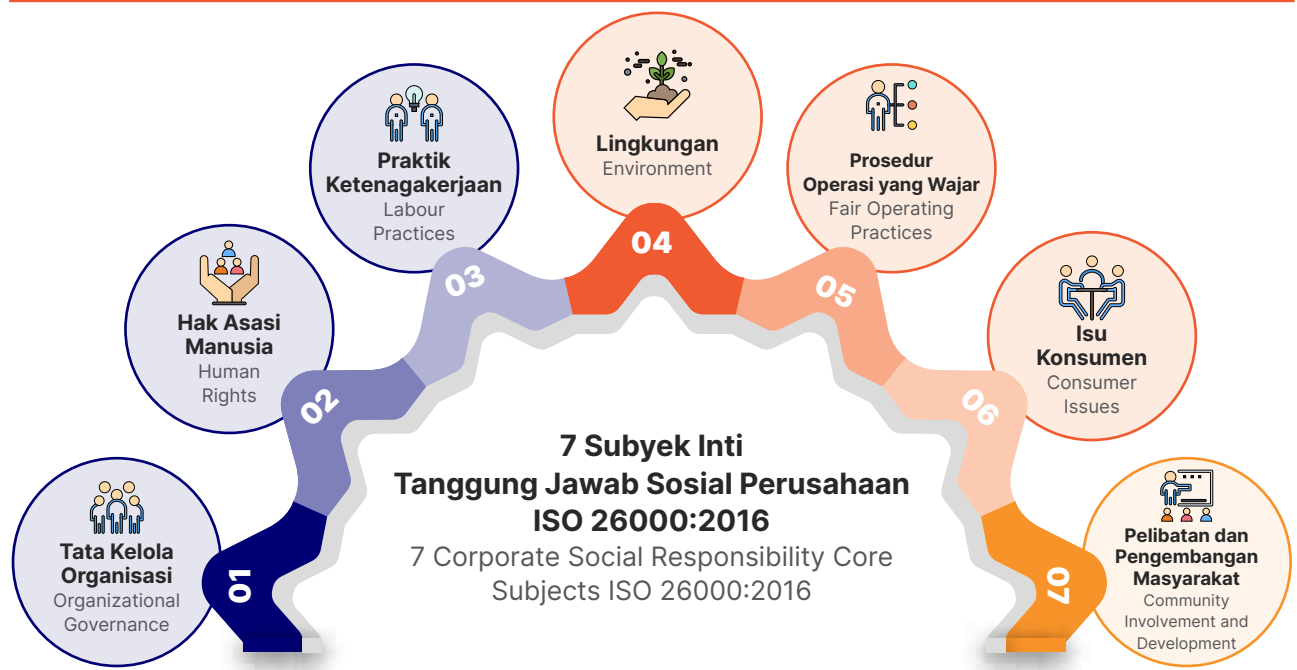 01
Tata Kelola
Organisasi
Organizational
Governance
02
Hak Asasi
Manusia
Human
Rights
03
Praktik
Ketenagakerjaan
Labour
Practices
04
Lingkungan
Environment
05
Prosedur
Operasi yang Wajar
Fair Operating
Practices
06
Isu
Konsumen
Consumer
Issues
07
Pelibatan dan
Pengembangan
Masyarakat
Community
Involvement and
Development
7 Subyek Inti
Tanggung Jawab Sosial Perusahaan
ISO 26000:2016
7 Corporate Social Responsibility Core
Subjects ISO 26000:2016